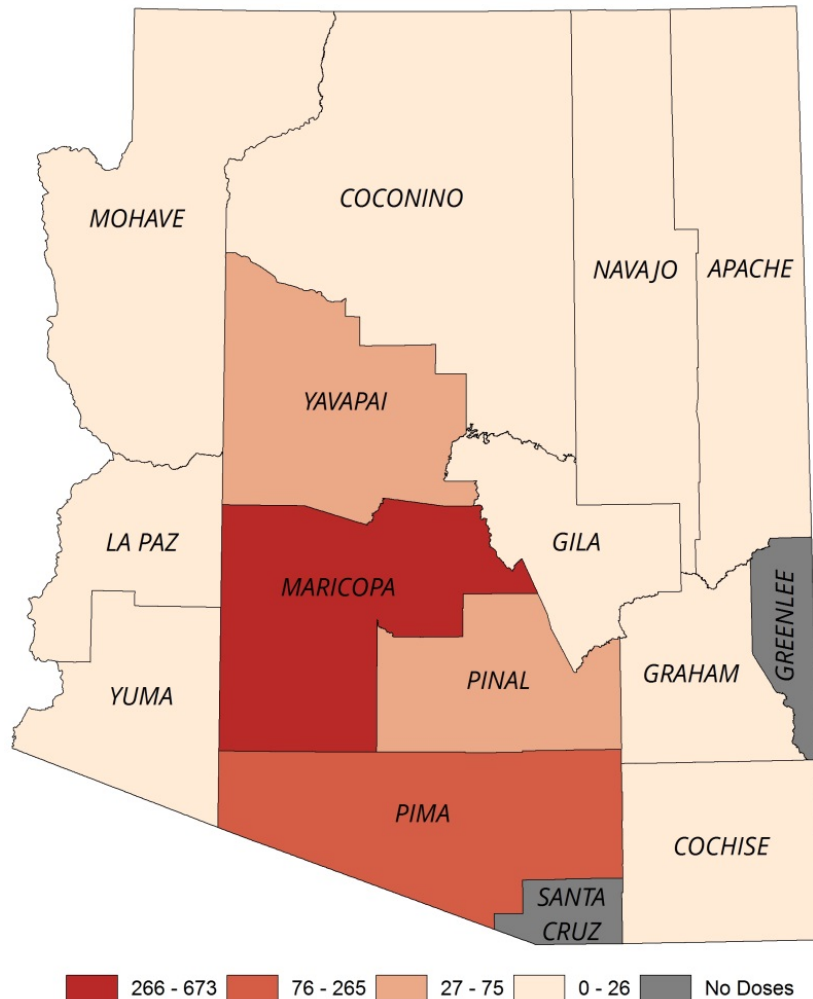 COCONINO
MOHAVE
NAVAJO
APACHE
YAVAPAI
LA PAZ
GILA
MARICOPA
GREENLEE
PINAL
GRAHAM
YUMA
PIMA
COCHISE
SANTA
CRUZ
266 - 673 76 - 265 27 - 75 0 - 26 No Doses